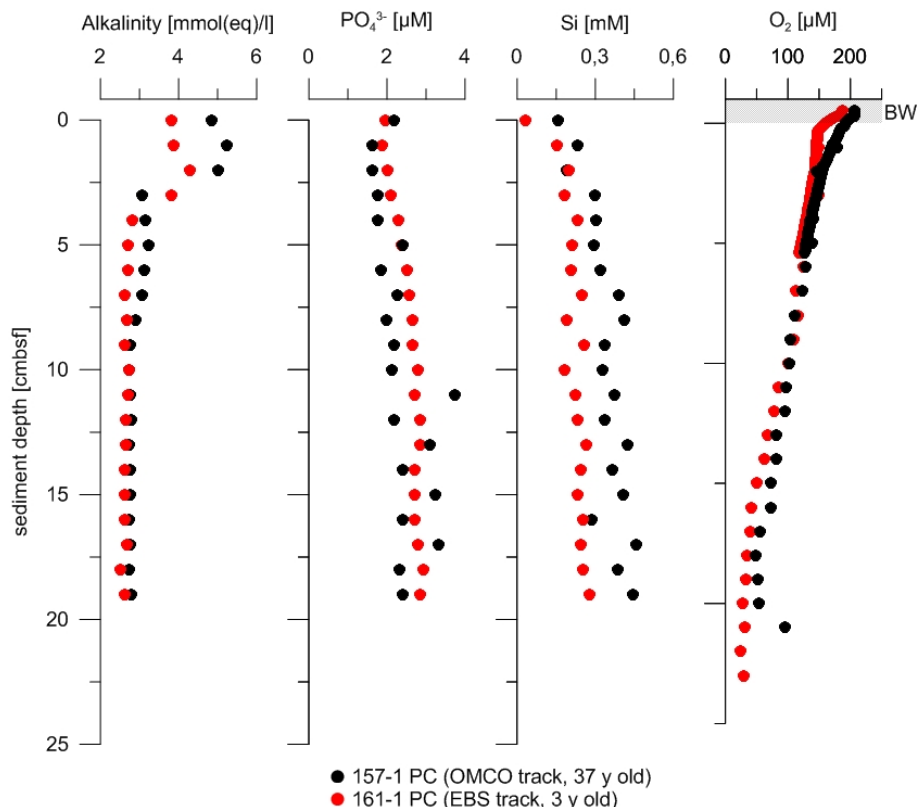 Alkalinity [mmol(eq)/l]
PO₄³⁻ [µM]
Si [mM]
O₂ [µM]
2 4 6
0 2 4
0 0,3 0,6
0 100 200
BW
0
5
10
15
20
25
sediment depth [cmbsf]
157-1 PC (OMCO track, 37 y old)
161-1 PC (EBS track, 3 y old)